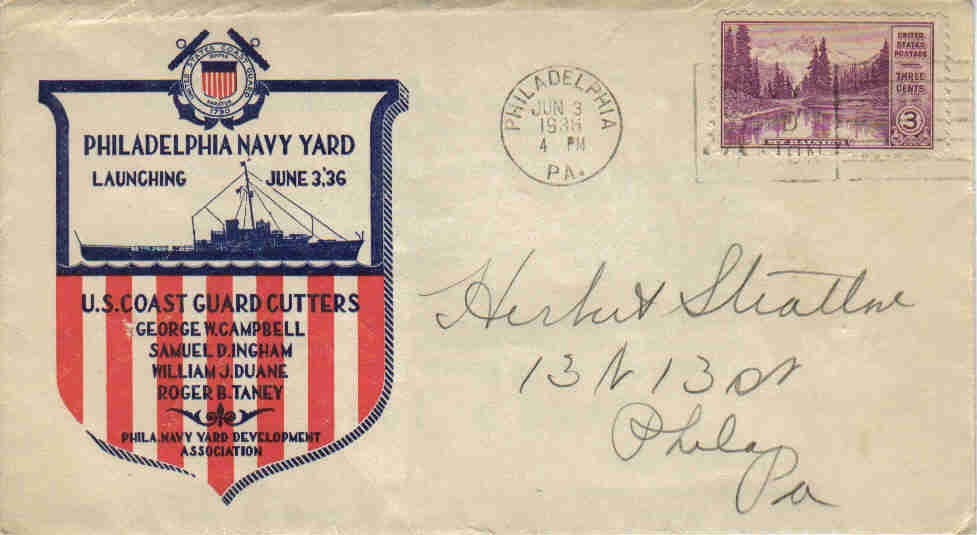 UNITED STATES COAST GUARD
1790
PHILADELPHIA NAVY YARD
LAUNCHING JUNE 3,'36
U.S. COAST GUARD CUTTERS
GEORGE W. CAMPBELL
SAMUEL D. INGHAM
WILLIAM J. DUANE
ROGER B. TANEY
PHILA. NAVY YARD DEVELOPMENT
ASSOCIATION
PHILADELPHIA
JUN 3
1936
4 PM
PA.
UNITED
STATES
POSTAGE
THREE
CENTS
3
Herbert Stratton
13 N 13 St
Phila
Pa